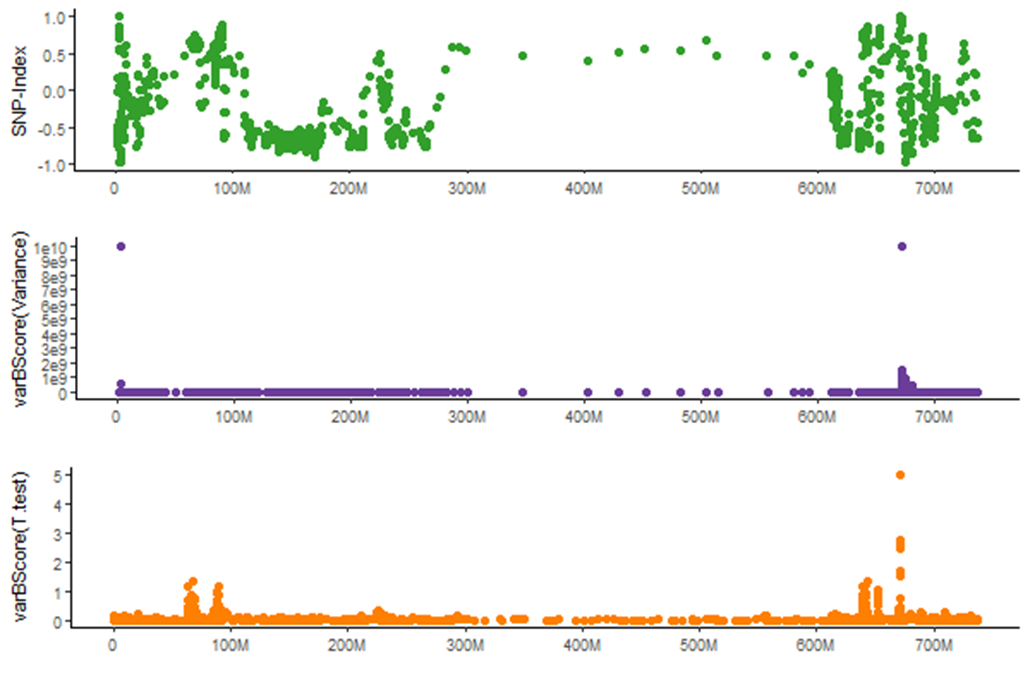 SNP-Index
1.0
0.5
0.0
-0.5
-1.0
0 100M 200M 300M 400M 500M 600M 700M
varBScore(Variance)
1e10
9e9
8e9
7e9
6e9
5e9
4e9
3e9
2e9
1e9
0
0 100M 200M 300M 400M 500M 600M 700M
varBScore(T.test)
5
4
3
2
1
0
0 100M 200M 300M 400M 500M 600M 700M